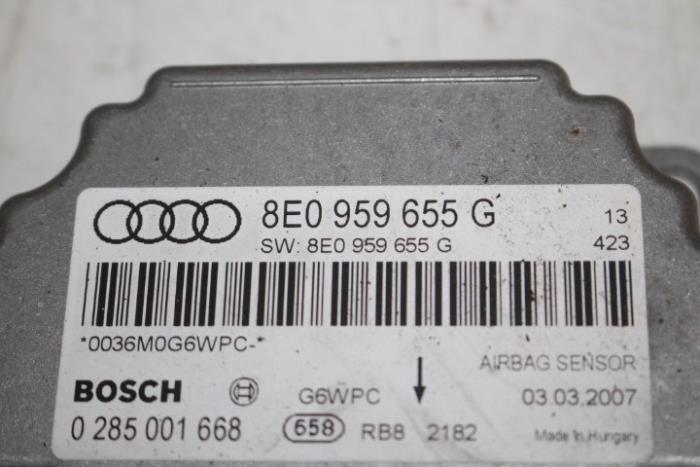 8E0 959 655 G 13
SW: 8E0 959 655 G 423
*0036M0G6WPC-*
AIRBAG SENSOR
BOSCH G6WPC 03.03.2007
0 285 001 668 658 RB8 2182 Made in Hungary